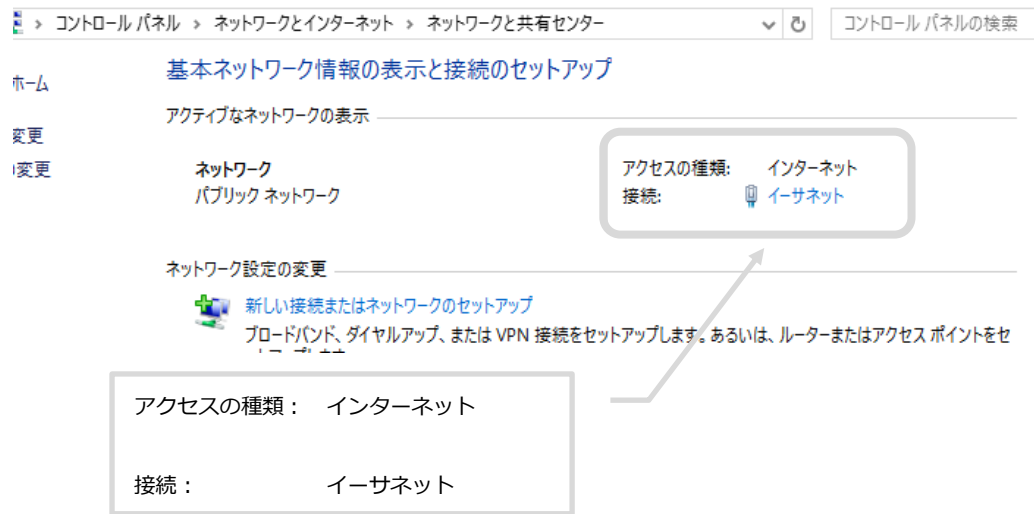 > コントロール パネル > ネットワークとインターネット > ネットワークと共有センター
コントロール パネルの検索
ホーム
変更
変更
基本ネットワーク情報の表示と接続のセットアップ
アクティブなネットワークの表示
ネットワーク
パブリック ネットワーク
アクセスの種類: インターネット
接続: イーサネット
ネットワーク設定の変更
新しい接続またはネットワークのセットアップ
ブロードバンド、ダイヤルアップ、または VPN 接続をセットアップします。あるいは、ルーターまたはアクセス ポイントをセ
アクセスの種類： インターネット
接続： イーサネット